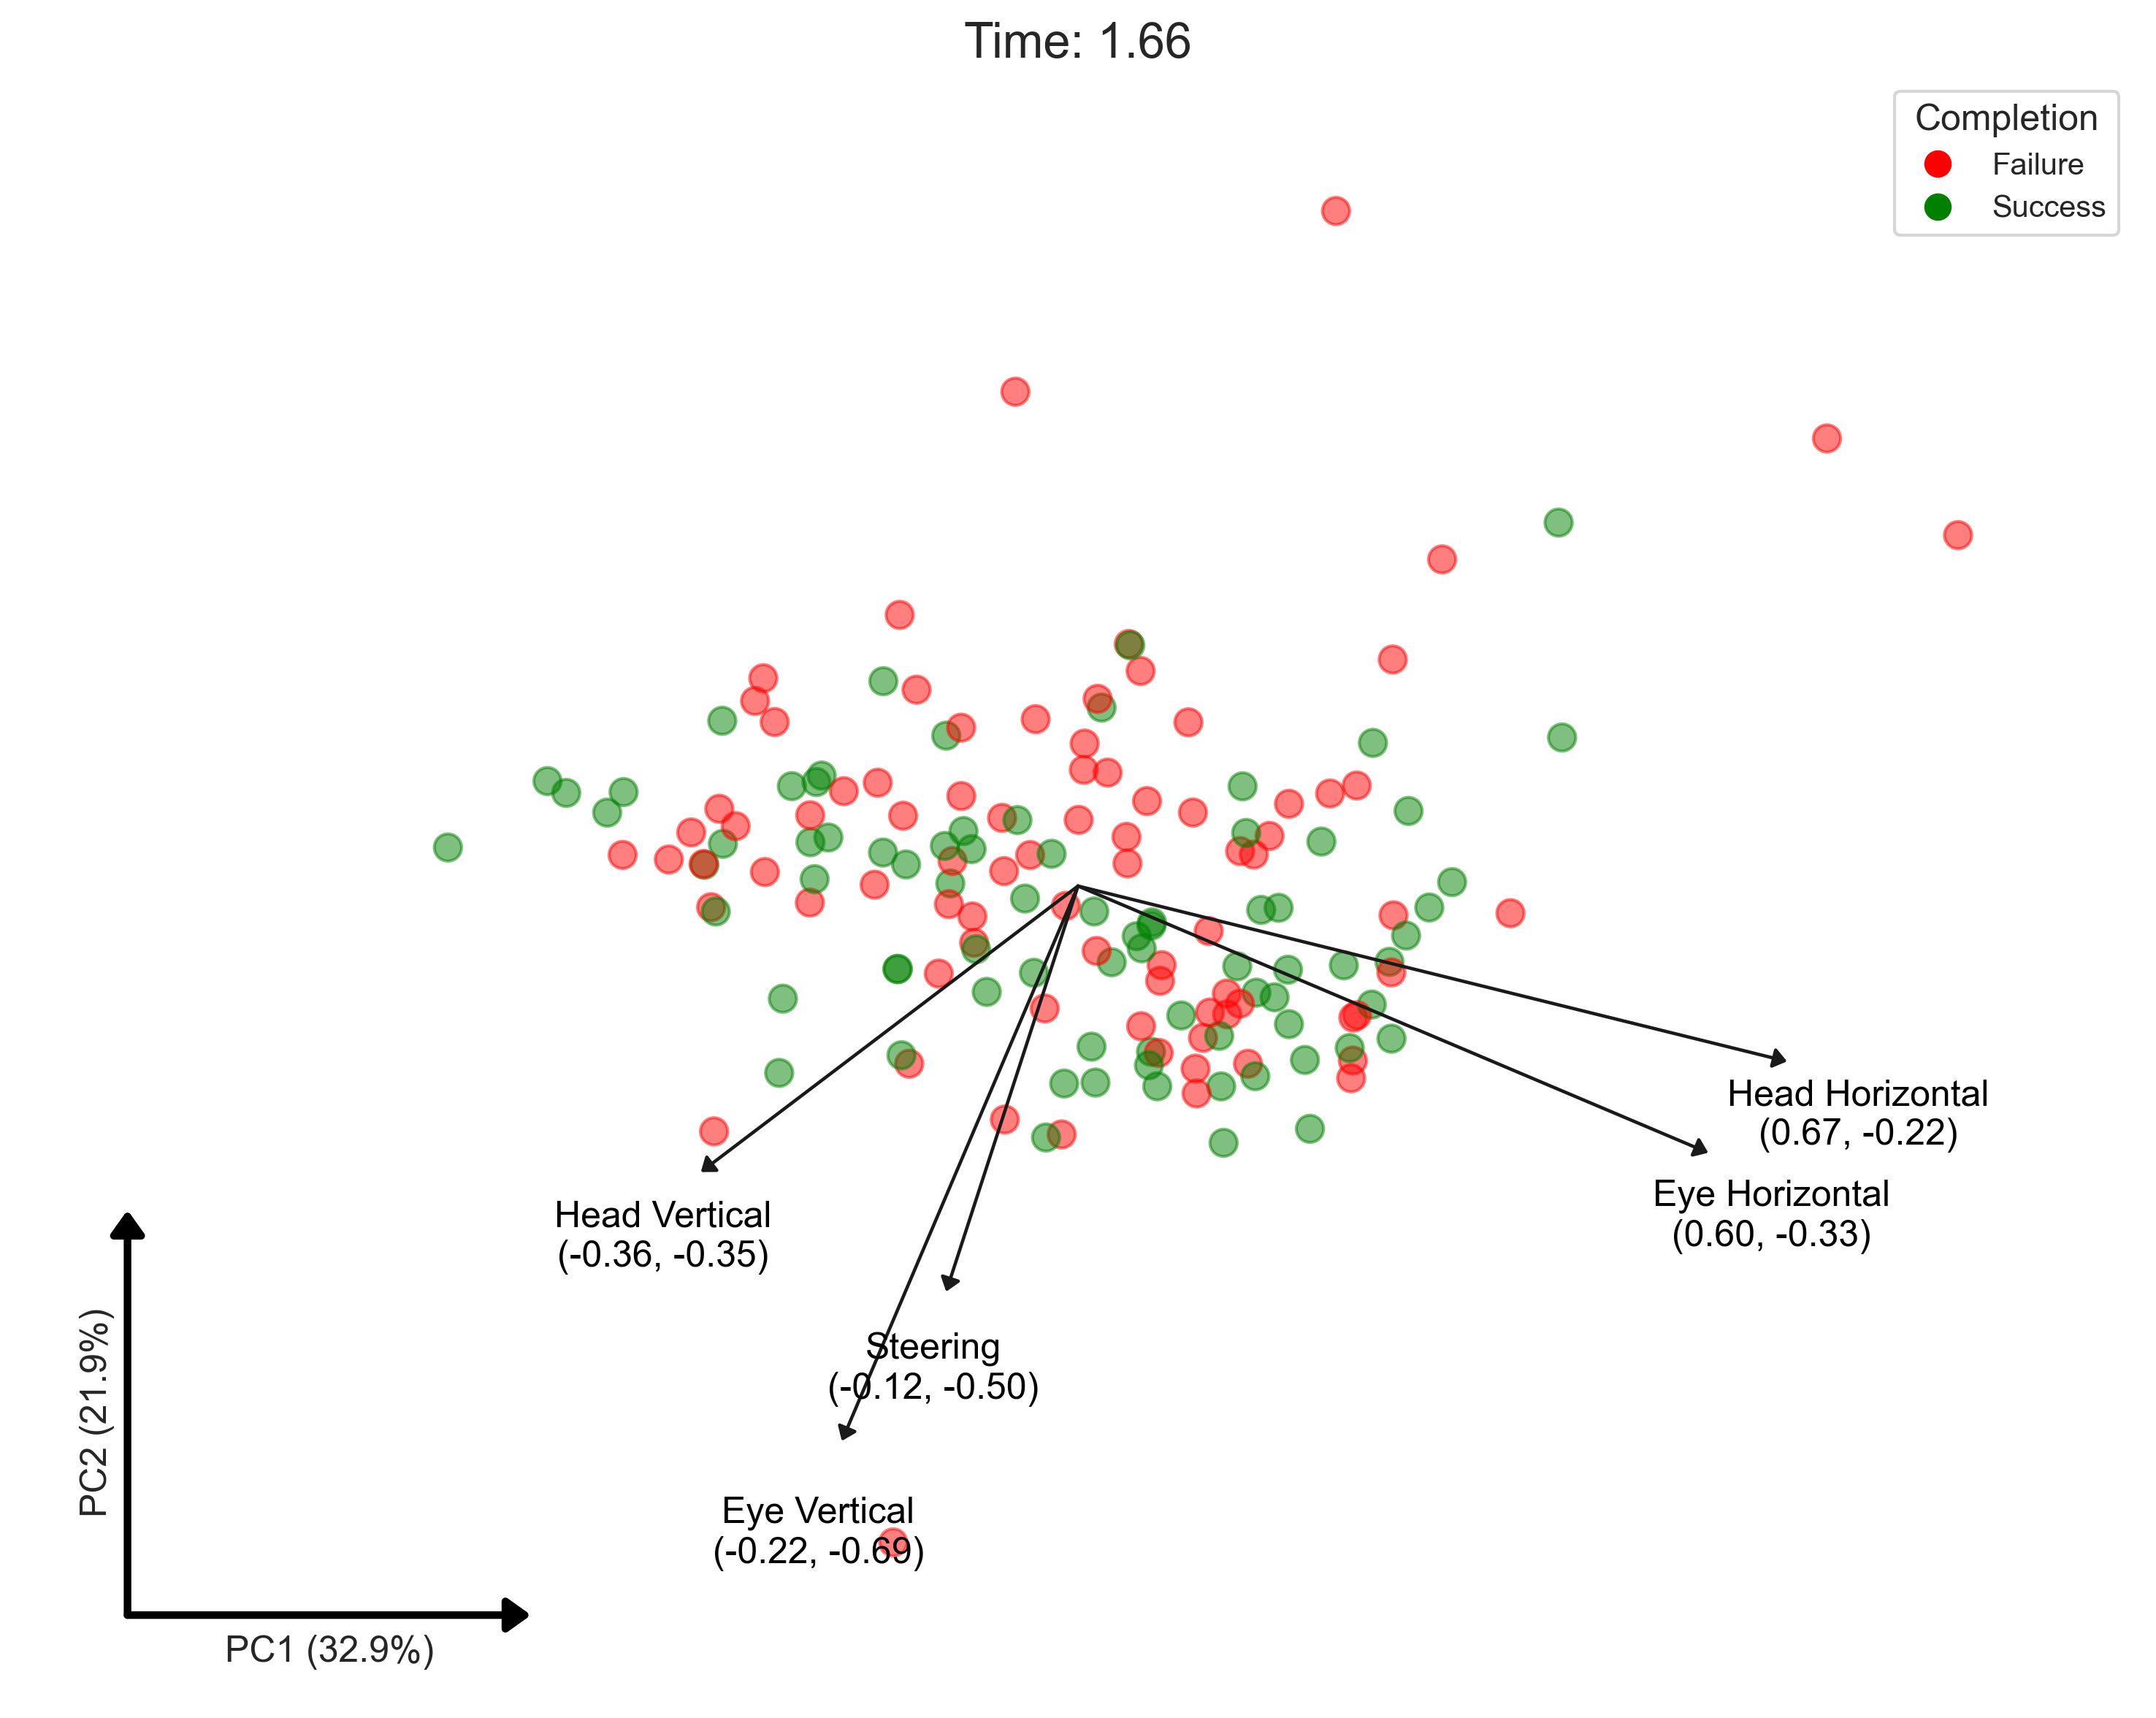 Time: 1.66
Completion
Failure
Success
Head Horizontal
(0.67, -0.22)
Eye Horizontal
(0.60, -0.33)
Head Vertical
(-0.36, -0.35)
Steering
(-0.12, -0.50)
Eye Vertical
(-0.22, -0.69)
PC2 (21.9%)
PC1 (32.9%)